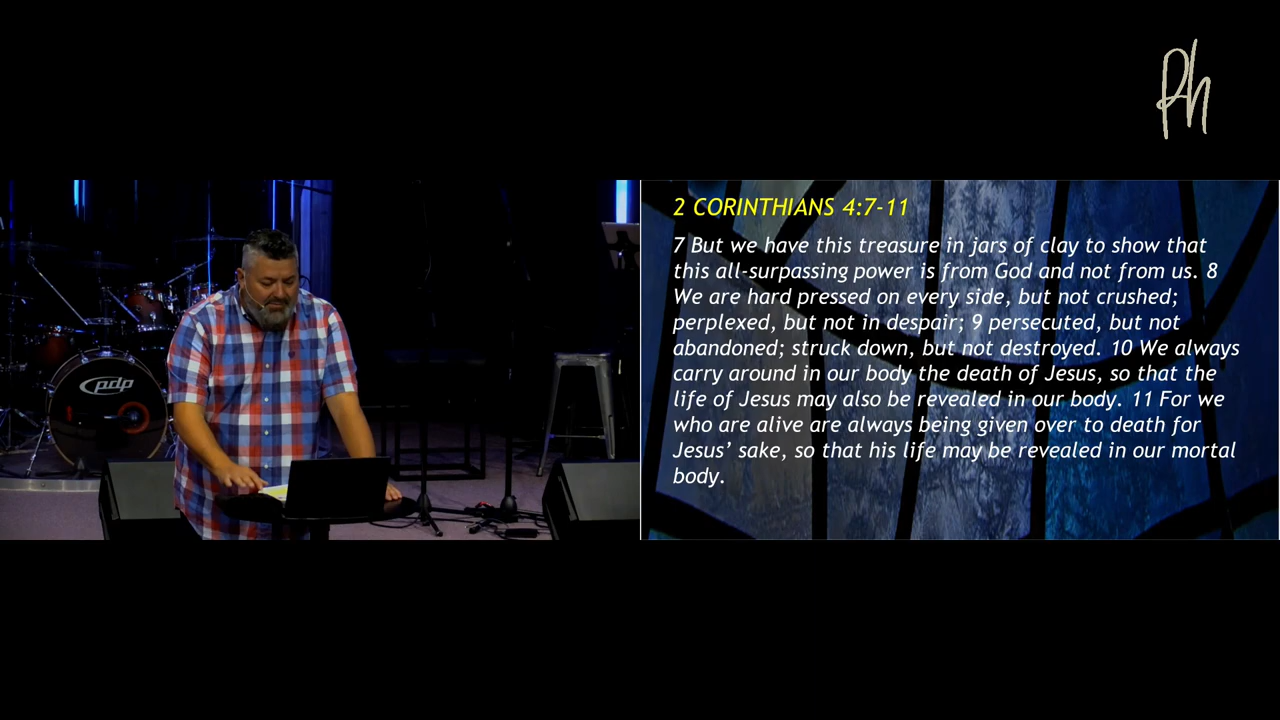 Ph
2 CORINTHIANS 4:7-11
7 But we have this treasure in jars of clay to show that
this all-surpassing power is from God and not from us. 8
We are hard pressed on every side, but not crushed;
perplexed, but not in despair; 9 persecuted, but not
abandoned; struck down, but not destroyed. 10 We always
carry around in our body the death of Jesus, so that the
life of Jesus may also be revealed in our body. 11 For we
who are alive are always being given over to death for
Jesus’ sake, so that his life may be revealed in our mortal
body.
pdp